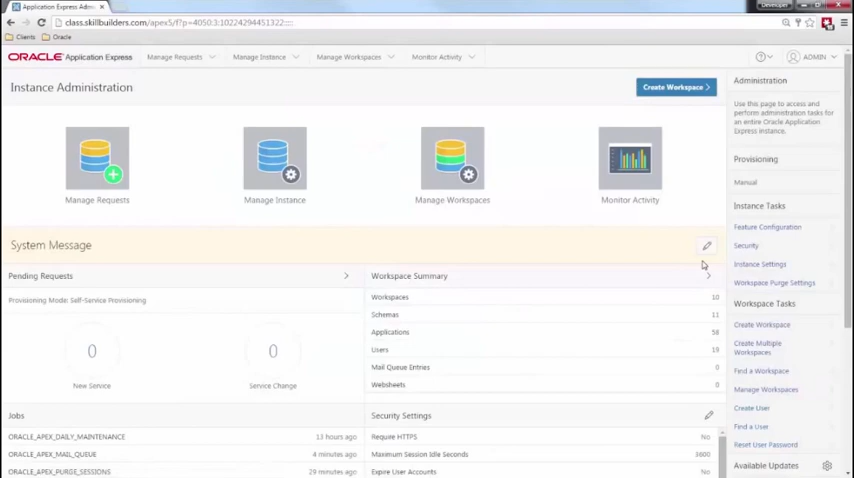 Application Express Adm
Developer
class.skillbuilders.com/apex5/f?p=4050:3:10224294451322::::
Clients
Oracle
ORACLE Application Express
Manage Requests
Manage Instance
Manage Workspaces
Monitor Activity
ADMIN
Instance Administration
Create Workspace
Manage Requests
Manage Instance
Manage Workspaces
Monitor Activity
System Message
Pending Requests
Provisioning Mode: Self-Service Provisioning
0
New Service
0
Service Change
Workspace Summary
Workspaces 10
Schemas 11
Applications 58
Users 19
Mail Queue Entries 0
Websheets 0
Jobs
ORACLE_APEX_DAILY_MAINTENANCE 13 hours ago
ORACLE_APEX_MAIL_QUEUE 4 minutes ago
ORACLE_APEX_PURGE_SESSIONS 29 minutes ago
Security Settings
Require HTTPS No
Maximum Session Idle Seconds 3600
Expire User Accounts No
Administration
Use this page to access and
perform administration tasks for
an entire Oracle Application
Express instance.
Provisioning
Manual
Instance Tasks
Feature Configuration
Security
Instance Settings
Workspace Purge Settings
Workspace Tasks
Create Workspace
Create Multiple
Workspaces
Find a Workspace
Manage Workspaces
Create User
Find a User
Reset User Password
Available Updates